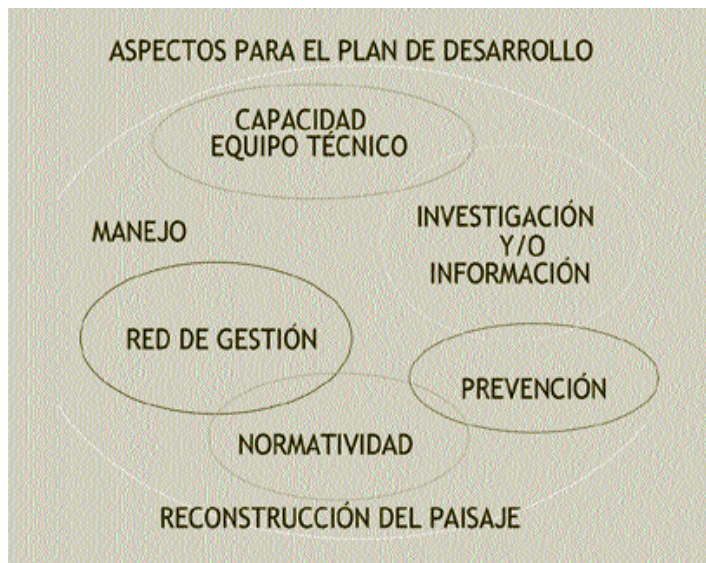 ASPECTOS PARA EL PLAN DE DESARROLLO
CAPACIDAD
EQUIPO TÉCNICO
MANEJO
INVESTIGACIÓN
Y/O
INFORMACIÓN
RED DE GESTIÓN
PREVENCIÓN
NORMATIVIDAD
RECONSTRUCCIÓN DEL PAISAJE